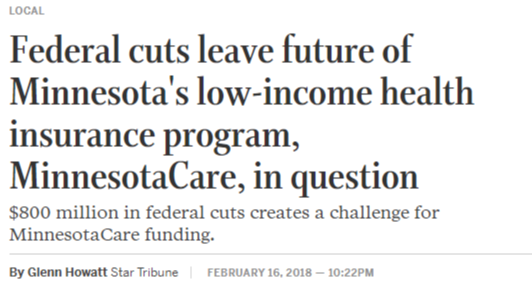 LOCAL
Federal cuts leave future of
Minnesota's low-income health
insurance program,
MinnesotaCare, in question
$800 million in federal cuts creates a challenge for
MinnesotaCare funding.
By Glenn Howatt Star Tribune | FEBRUARY 16, 2018 — 10:22PM